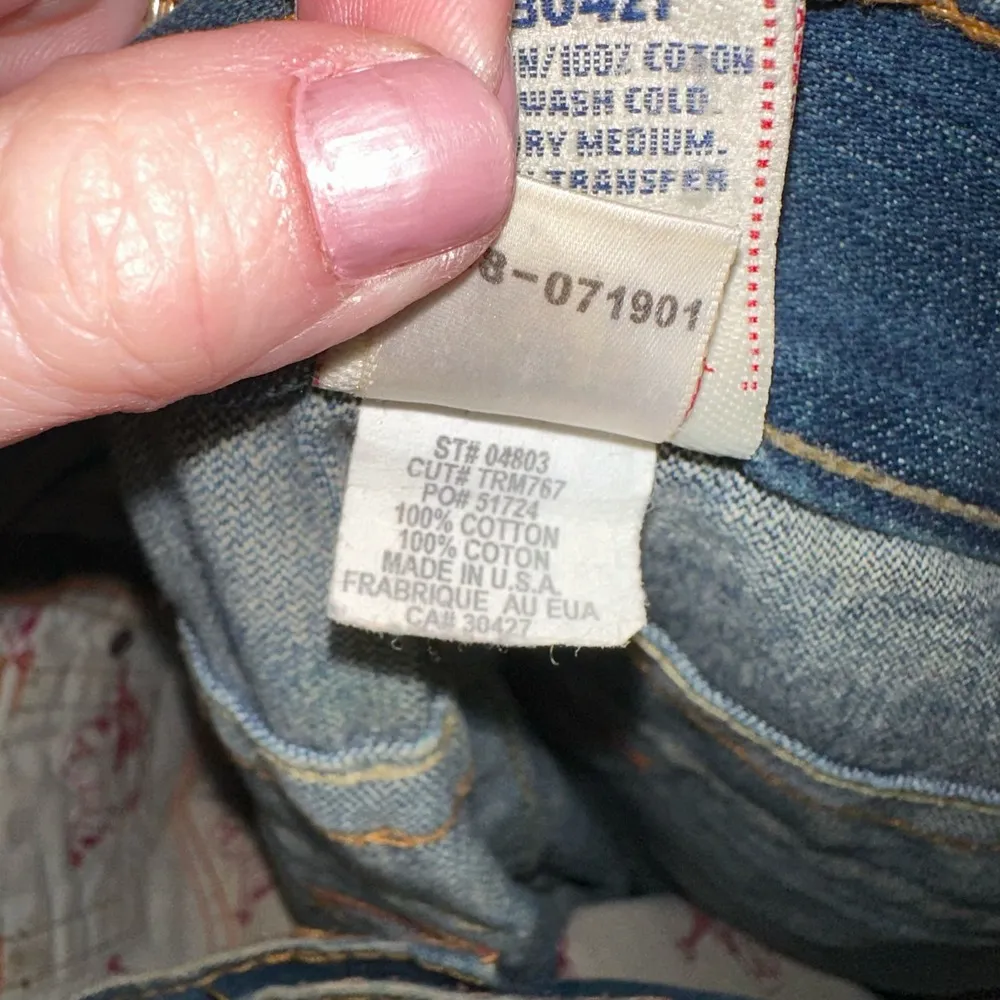 30427
N/100% COTON
WASH COLD.
DRY MEDIUM.
TRANSFER
8-071901
ST# 04803
CUT# TRM767
PO# 51724
100% COTTON
100% COTON
MADE IN U.S.A.
FRABRIQUE AU EUA
CA# 30427